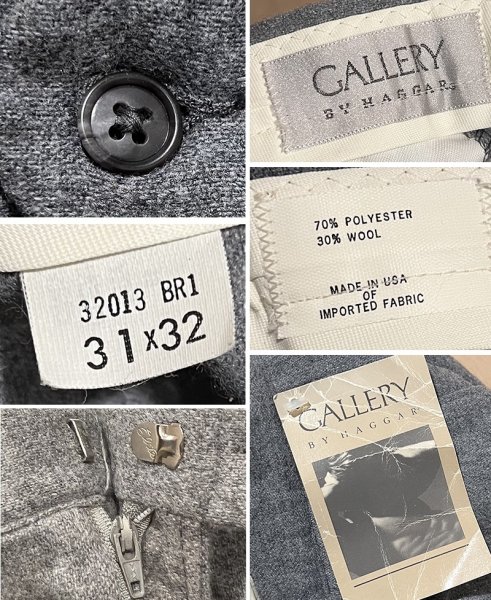 GALLERY
BY HAGGAR
70% POLYESTER
30% WOOL
MADE IN USA
OF
IMPORTED FABRIC
32013 BR1
31x32
GALLERY
BY HAGGAR